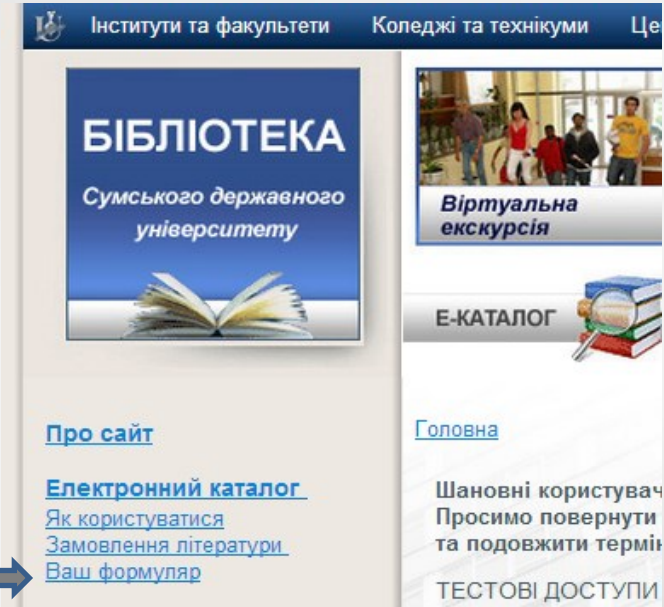 Інститути та факультети Коледжі та технікуми
БІБЛІОТЕКА
Сумського державного
університету
Віртуальна
екскурсія
Е-КАТАЛОГ
Про сайт
Електронний каталог
Як користуватися
Замовлення літератури
Ваш формуляр
Головна
Шановні користувач
Просимо повернути
та подовжити термін
ТЕСТОВІ ДОСТУПИ